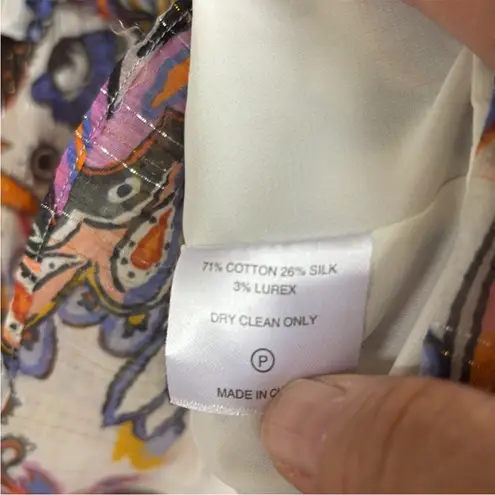 71% COTTON 26% SILK
3% LUREX
DRY CLEAN ONLY
P
MADE IN